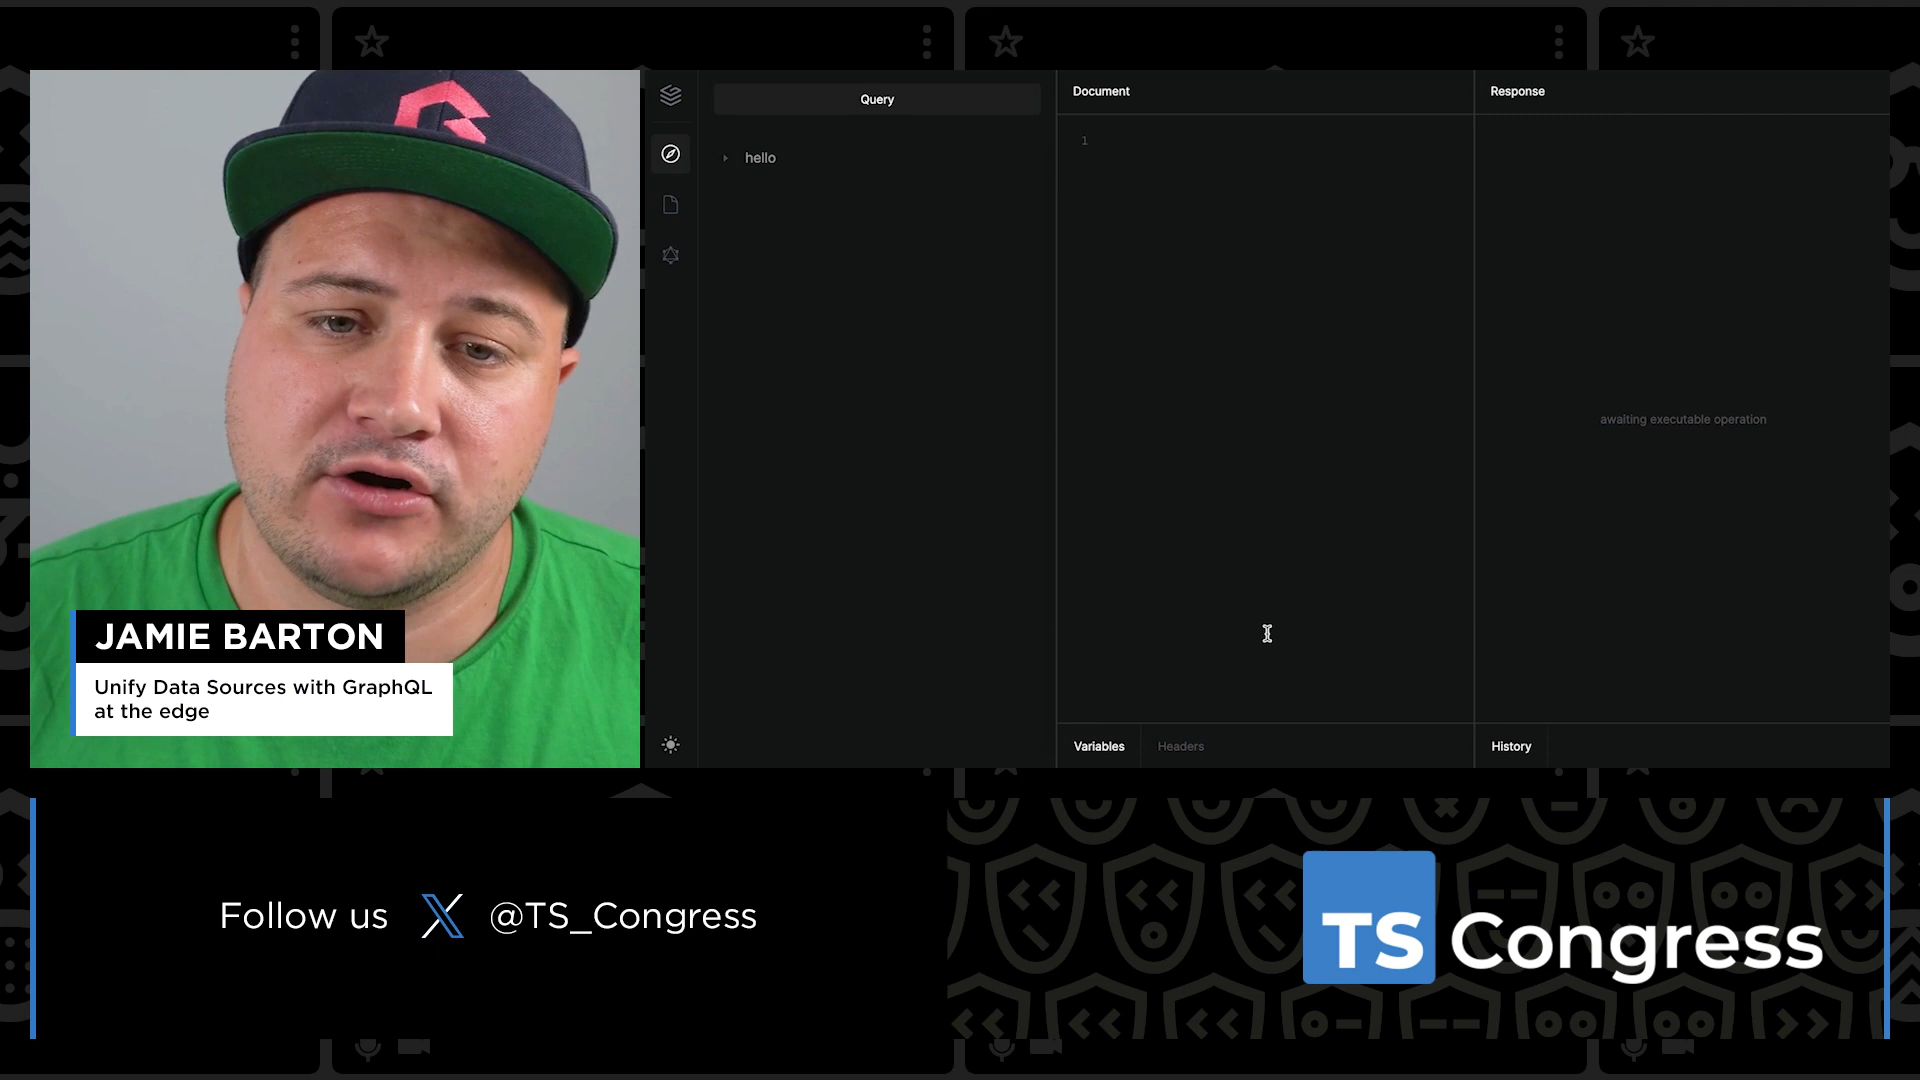 JAMIE BARTON
Unify Data Sources with GraphQL
at the edge
Query
hello
Document
1
Response
awaiting executable operation
Variables
Headers
History
Follow us
@TS_Congress
TS Congress